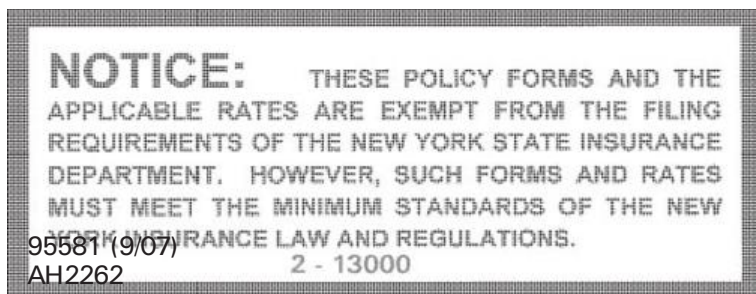 NOTICE: THESE POLICY FORMS AND THE
APPLICABLE RATES ARE EXEMPT FROM THE FILING
REQUIREMENTS OF THE NEW YORK STATE INSURANCE
DEPARTMENT. HOWEVER, SUCH FORMS AND RATES
MUST MEET THE MINIMUM STANDARDS OF THE NEW
YORK INSURANCE LAW AND REGULATIONS.
95581 (9/07)
2 - 13000
AH2262